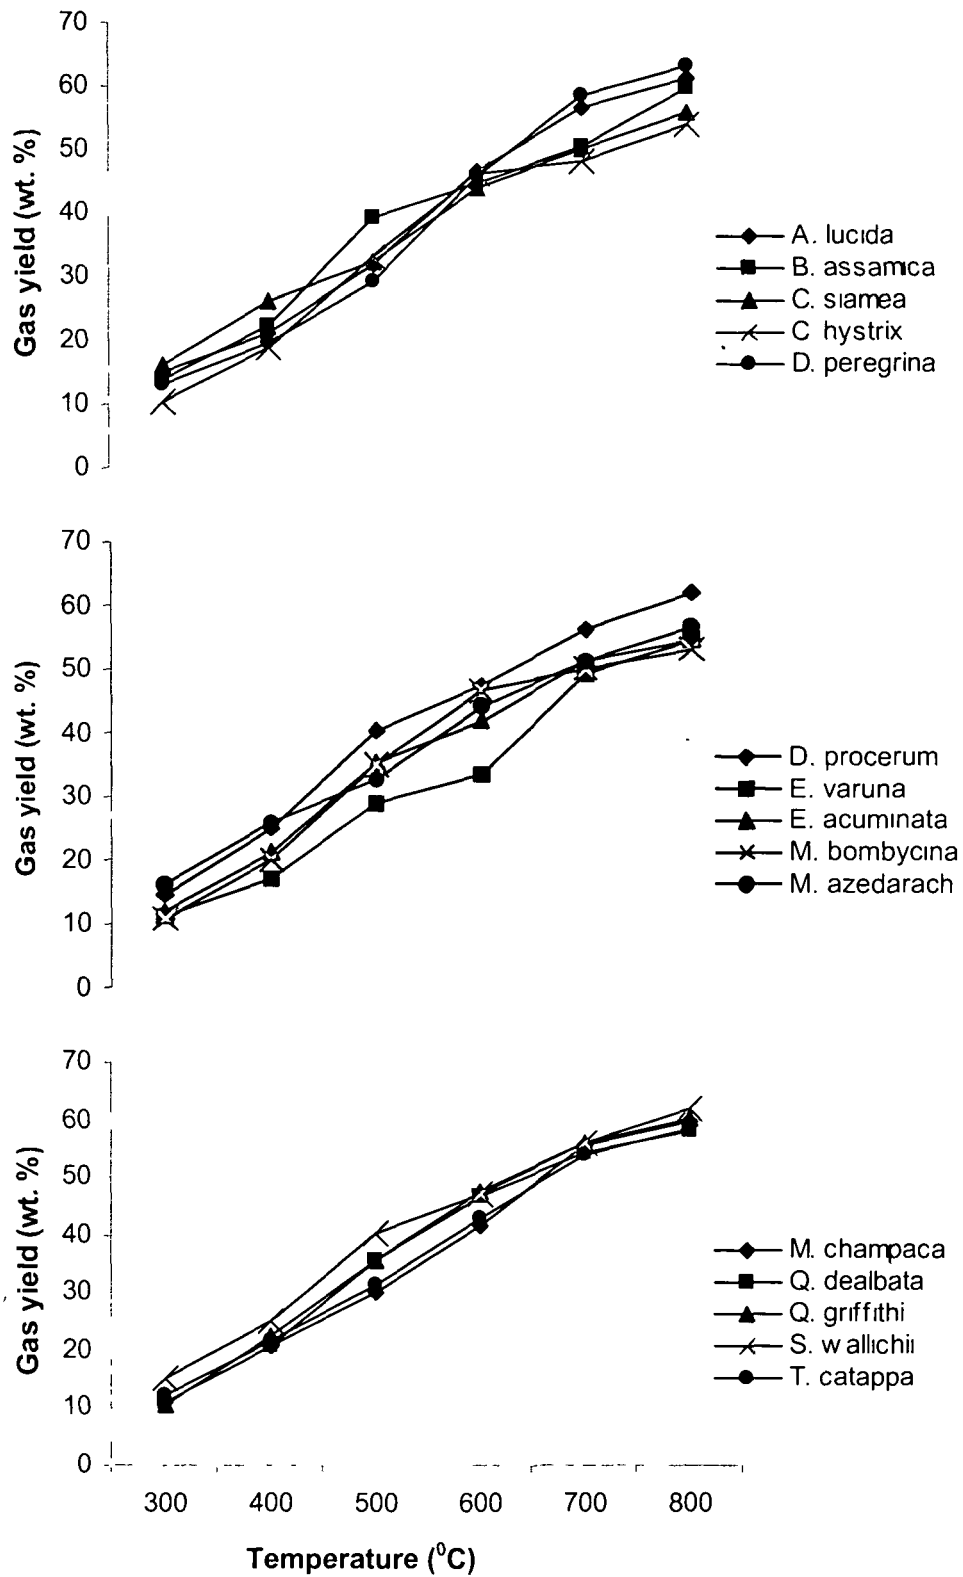 70
60
50
40
30
20
10
0
Gas yield (wt. %)
A. lucida
B. assamica
C. siamea
C hystrix
D. peregrina
70
60
50
40
30
20
10
0
Gas yield (wt. %)
D. procerum
E. varuna
E. acuminata
M. bombycina
M. azedarach
70
60
50
40
30
20
10
0
Gas yield (wt. %)
M. champaca
Q. dealbata
Q. griffithi
S. wallichii
T. catappa
300 400 500 600 700 800
Temperature (⁰C)